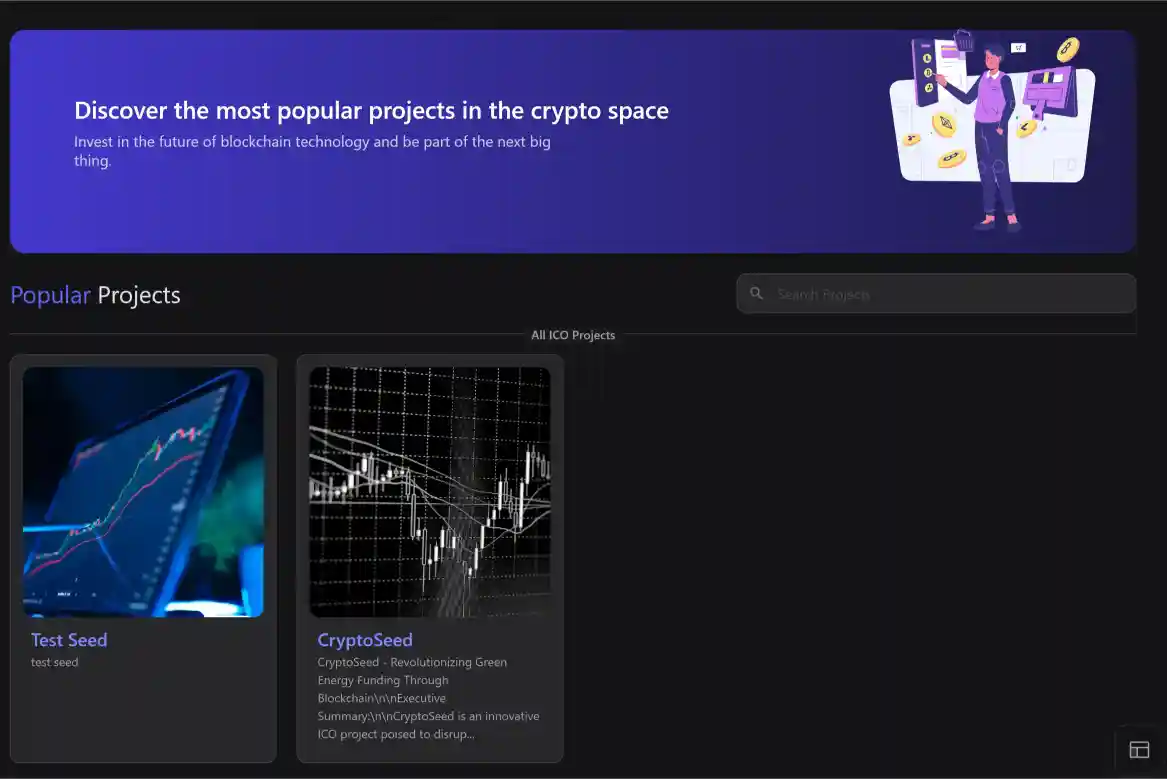 Discover the most popular projects in the crypto space
Invest in the future of blockchain technology and be part of the next big
thing.
Popular Projects
Search Projects
All ICO Projects
Test Seed
test seed
CryptoSeed
CryptoSeed - Revolutionizing Green
Energy Funding Through
Blockchain\n\nExecutive
Summary:\n\nCryptoSeed is an innovative
ICO project poised to disrup...